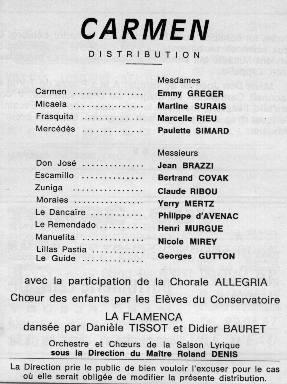 CARMEN
DISTRIBUTION
Mesdames
Carmen ................ Emmy GREGER
Micaela ................ Martine SURAIS
Frasquita ............... Marcelle RIEU
Mercédès .............. Paulette SIMARD
Messieurs
Don José .............. Jean BRAZZI
Escamillo .............. Bertrand COVAK
Zuniga ................ Claude RIBOU
Morales ............... Yerry MERTZ
Le Dancaïre ........... Philippe d'AVENAC
Le Remondado ......... Henri MURGUE
Manuelita .............. Nicole MIREY
Lillas Pastia ............
Le Guide .............. Georges GUTTON
avec la participation de la Chorale ALLEGRIA
Chœur des enfants par les Elèves du Conservatoire
LA FLAMENCA
dansée par Danièle TISSOT et Didier BAURET
Orchestre et Chœurs de la Saison Lyrique
sous la Direction du Maître Roland DENIS
La Direction prie le public de bien vouloir l'excuser pour le cas
où elle serait obligée de modifier la présente distribution.